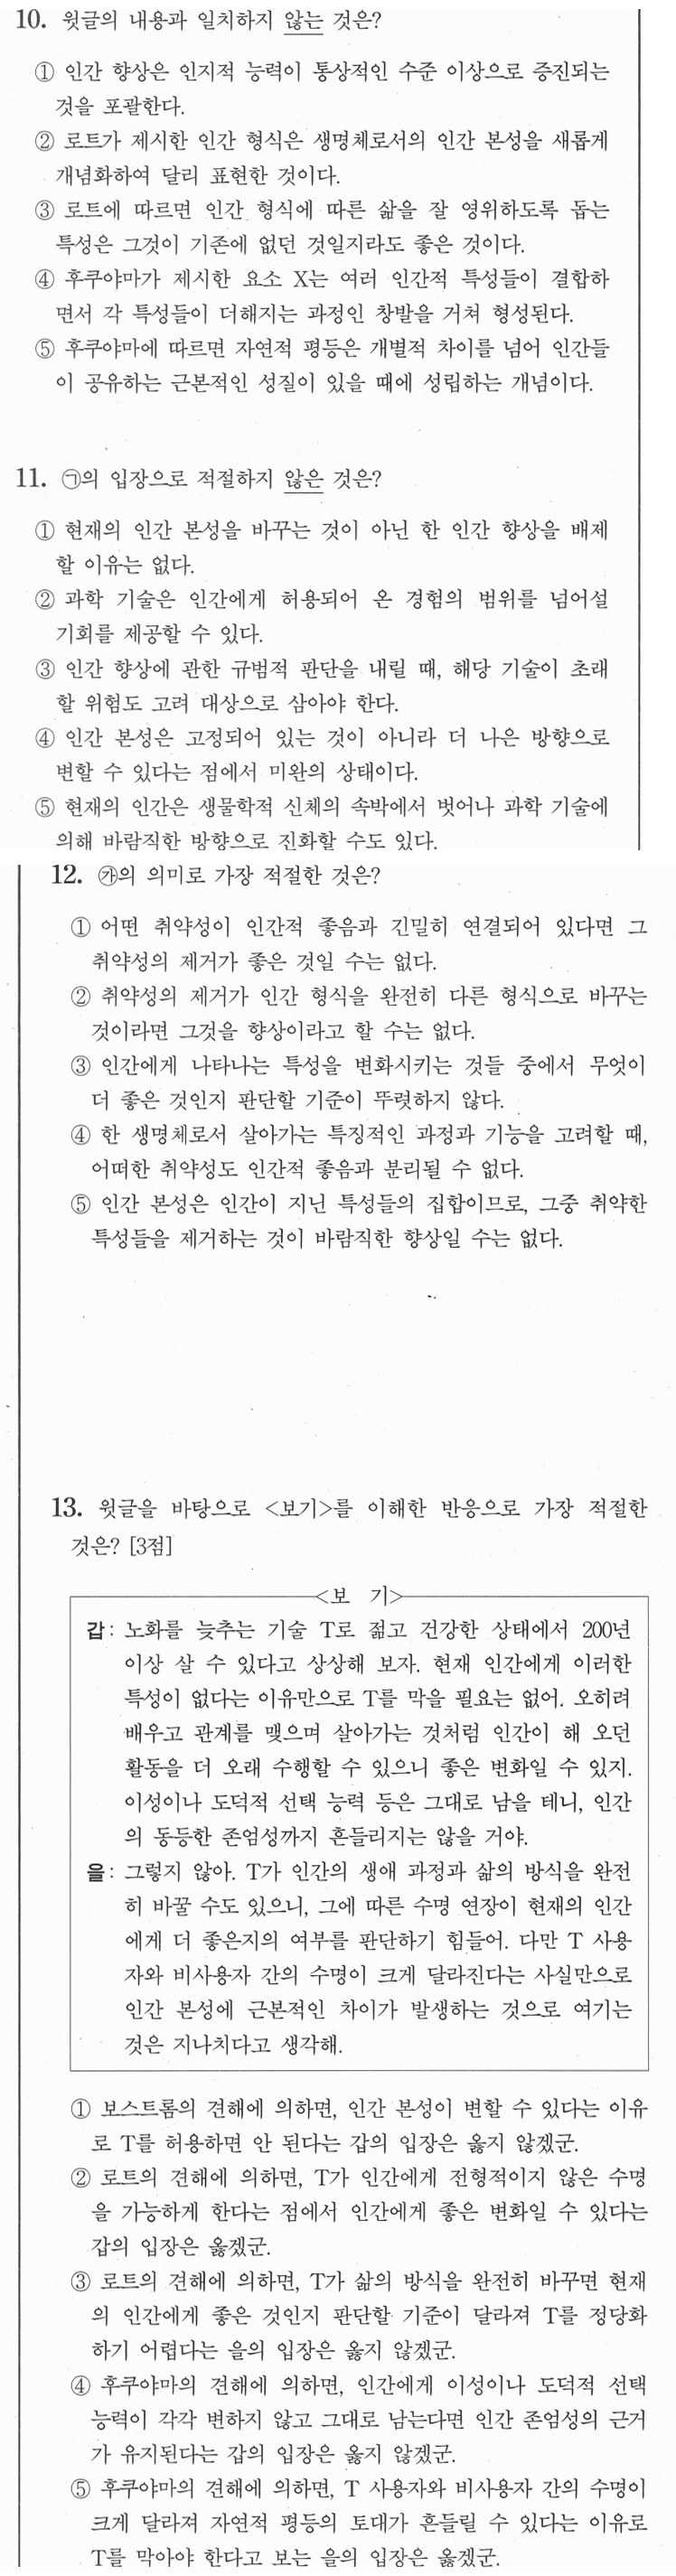 10. 윗글의 내용과 일치하지 않는 것은?
① 인간 향상은 인지적 능력이 통상적인 수준 이상으로 증진되는
것을 포괄한다.
② 로트가 제시한 인간 형식은 생명체로서의 인간 본성을 새롭게
개념화하여 달리 표현한 것이다.
③ 로트에 따르면 인간 형식에 따른 삶을 잘 영위하도록 돕는
특성은 그것이 기존에 없던 것일지라도 좋은 것이다.
④ 후쿠야마가 제시한 요소 X는 여러 인간적 특성들이 결합하
면서 각 특성들이 더해지는 과정인 창발을 거쳐 형성된다.
⑤ 후쿠야마에 따르면 자연적 평등은 개별적 차이를 넘어 인간들
이 공유하는 근본적인 성질이 있을 때에 성립하는 개념이다.
11. ㉠의 입장으로 적절하지 않은 것은?
① 현재의 인간 본성을 바꾸는 것이 아닌 한 인간 향상을 배제
할 이유는 없다.
② 과학 기술은 인간에게 허용되어 온 경험의 범위를 넘어설
기회를 제공할 수 있다.
③ 인간 향상에 관한 규범적 판단을 내릴 때, 해당 기술이 초래
할 위험도 고려 대상으로 삼아야 한다.
④ 인간 본성은 고정되어 있는 것이 아니라 더 나은 방향으로
변할 수 있다는 점에서 미완의 상태이다.
⑤ 현재의 인간은 생물학적 신체의 속박에서 벗어나 과학 기술에
의해 바람직한 방향으로 진화할 수도 있다.
12. ㉮의 의미로 가장 적절한 것은?
① 어떤 취약성이 인간적 좋음과 긴밀히 연결되어 있다면 그
취약성의 제거가 좋은 것일 수는 없다.
② 취약성의 제거가 인간 형식을 완전히 다른 형식으로 바꾸는
것이라면 그것을 향상이라고 할 수는 없다.
③ 인간에게 나타나는 특성을 변화시키는 것들 중에서 무엇이
더 좋은 것인지 판단할 기준이 뚜렷하지 않다.
④ 한 생명체로서 살아가는 특징적인 과정과 기능을 고려할 때,
어떠한 취약성도 인간적 좋음과 분리될 수 없다.
⑤ 인간 본성은 인간이 지닌 특성들의 집합이므로, 그중 취약한
특성들을 제거하는 것이 바람직한 향상일 수는 없다.
13. 윗글을 바탕으로 <보기>를 이해한 반응으로 가장 적절한
것은? [3점]
<보 기>
갑: 노화를 늦추는 기술 T로 젊고 건강한 상태에서 200년
이상 살 수 있다고 상상해 보자. 현재 인간에게 이러한
특성이 없다는 이유만으로 T를 막을 필요는 없어. 오히려
배우고 관계를 맺으며 살아가는 것처럼 인간이 해 오던
활동을 더 오래 수행할 수 있으니 좋은 변화일 수 있지.
이성이나 도덕적 선택 능력 등은 그대로 남을 테니, 인간
의 동등한 존엄성까지 흔들리지는 않을 거야.
을: 그렇지 않아. T가 인간의 생애 과정과 삶의 방식을 완전
히 바꿀 수도 있으니, 그에 따른 수명 연장이 현재의 인간
에게 더 좋은지의 여부를 판단하기 힘들어. 다만 T 사용
자와 비사용자 간의 수명이 크게 달라진다는 사실만으로
인간 본성에 근본적인 차이가 발생하는 것으로 여기는
것은 지나치다고 생각해.
① 보스트롬의 견해에 의하면, 인간 본성이 변할 수 있다는 이유
로 T를 허용하면 안 된다는 갑의 입장은 옳지 않겠군.
② 로트의 견해에 의하면, T가 인간에게 전형적이지 않은 수명
을 가능하게 한다는 점에서 인간에게 좋은 변화일 수 있다는
갑의 입장은 옳겠군.
③ 로트의 견해에 의하면, T가 삶의 방식을 완전히 바꾸면 현재
의 인간에게 좋은 것인지 판단할 기준이 달라져 T를 정당화
하기 어렵다는 을의 입장은 옳지 않겠군.
④ 후쿠야마의 견해에 의하면, 인간에게 이성이나 도덕적 선택
능력이 각각 변하지 않고 그대로 남는다면 인간 존엄성의 근거
가 유지된다는 갑의 입장은 옳지 않겠군.
⑤ 후쿠야마의 견해에 의하면, T 사용자와 비사용자 간의 수명이
크게 달라져 자연적 평등의 토대가 흔들릴 수 있다는 이유로
T를 막아야 한다고 보는 을의 입장은 옳겠군.